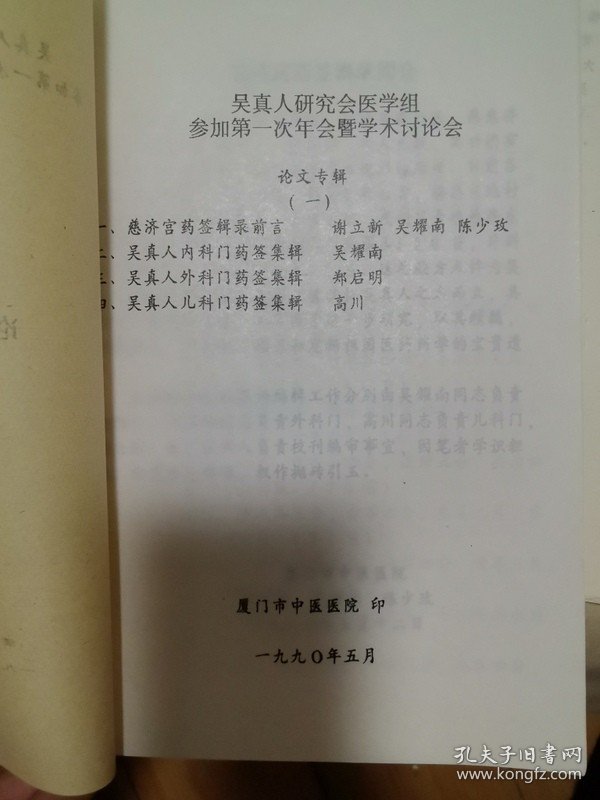 吴真人研究会医学组
参加第一次年会暨学术讨论会
论文专辑
(一)
一、慈济宫药签辑录前言 谢立新 吴耀南 陈少玫
二、吴真人内科门药签集辑 吴耀南
三、吴真人外科门药签集辑 郑启明
四、吴真人儿科门药签集辑 高川
厦门市中医医院 印
一九九〇年五月
孔夫子旧书网
www.kongfz.com